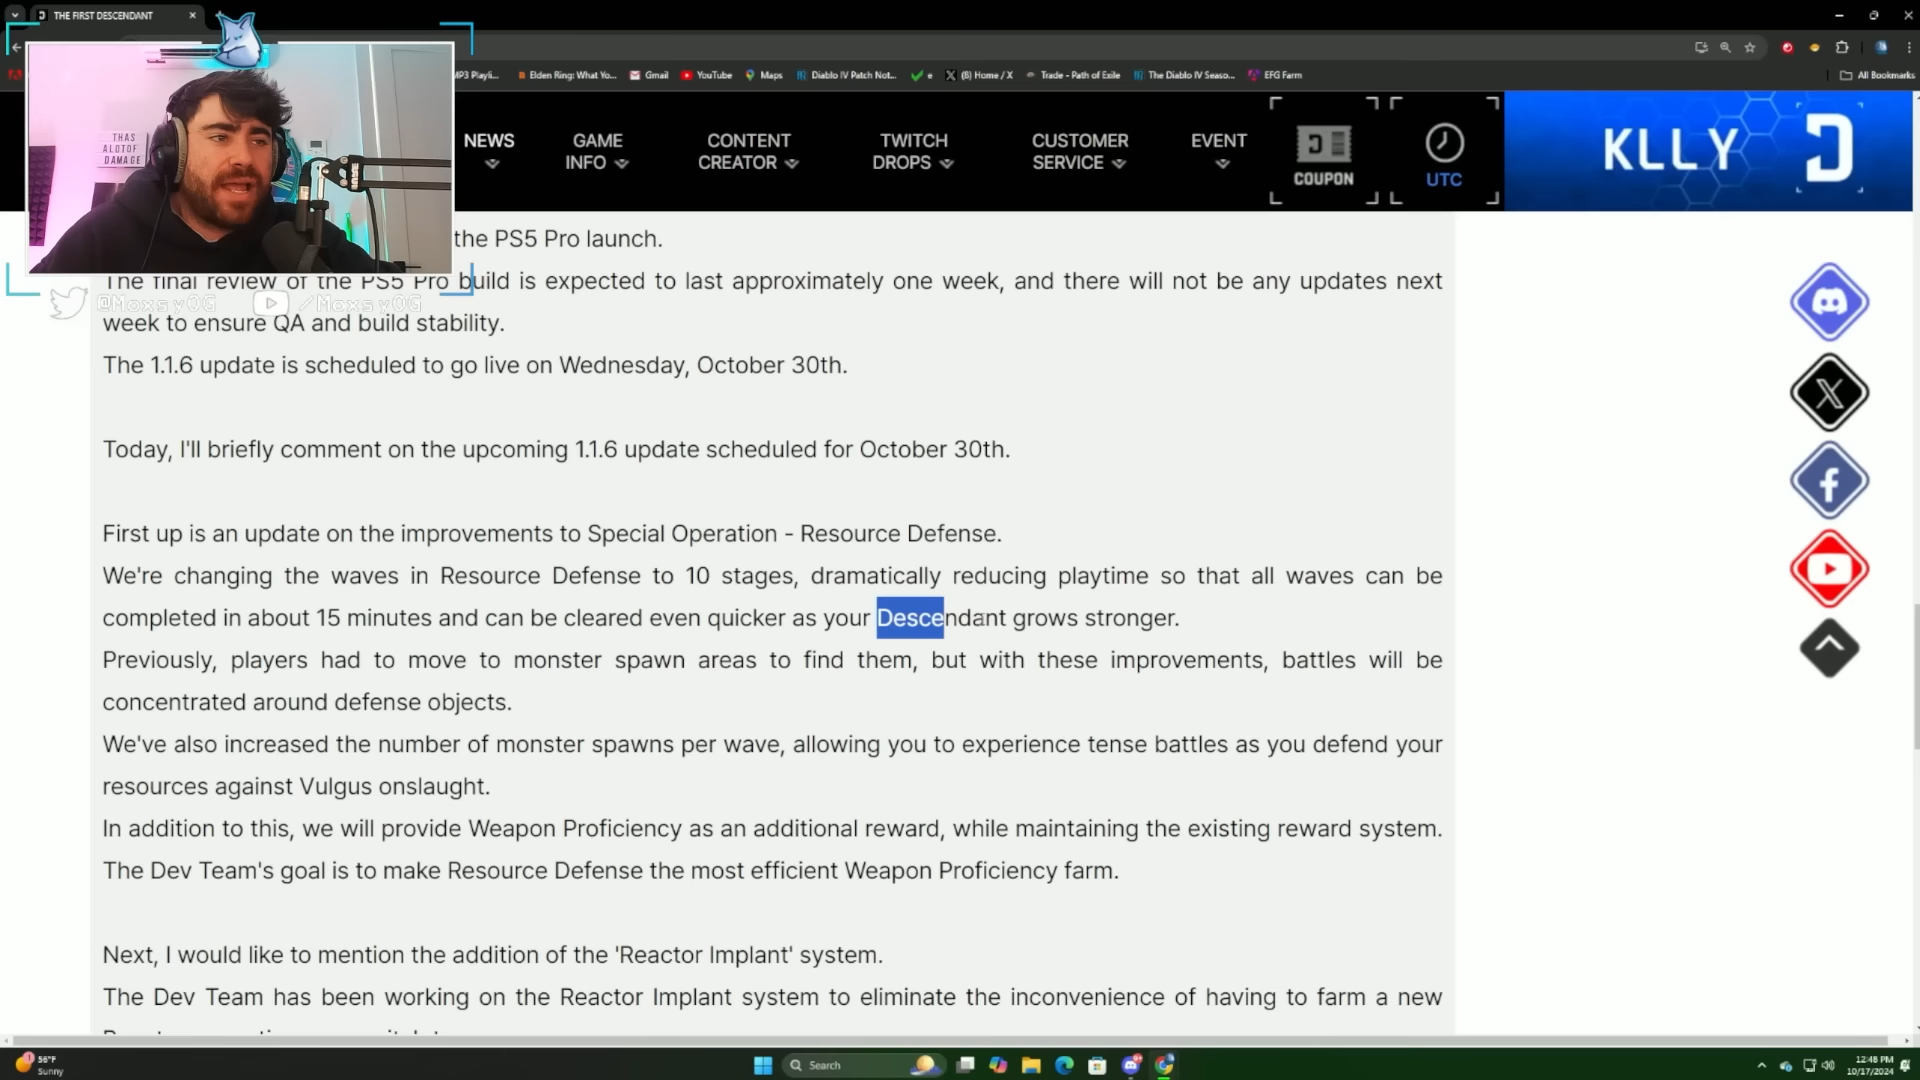 THE FIRST DESCENDANT
MP3 Playli...
Elden Ring: What Yo...
Gmail
YouTube
Maps
Diablo IV Patch Not...
e
(8) Home / X
Trade - Path of Exile
The Diablo IV Seaso...
EFG Farm
All Bookmarks
THAS
ALOTOF
DAMAGE
NEWS
GAME
INFO
CONTENT
CREATOR
TWITCH
DROPS
CUSTOMER
SERVICE
EVENT
COUPON
UTC
KLLY
the PS5 Pro launch.
The final review of the PS5 Pro build is expected to last approximately one week, and there will not be any updates next
@MoxsyOG
/MoxsyOG
week to ensure QA and build stability.
The 1.1.6 update is scheduled to go live on Wednesday, October 30th.
Today, I'll briefly comment on the upcoming 1.1.6 update scheduled for October 30th.
First up is an update on the improvements to Special Operation - Resource Defense.
We're changing the waves in Resource Defense to 10 stages, dramatically reducing playtime so that all waves can be
completed in about 15 minutes and can be cleared even quicker as your Descendant grows stronger.
Previously, players had to move to monster spawn areas to find them, but with these improvements, battles will be
concentrated around defense objects.
We've also increased the number of monster spawns per wave, allowing you to experience tense battles as you defend your
resources against Vulgus onslaught.
In addition to this, we will provide Weapon Proficiency as an additional reward, while maintaining the existing reward system.
The Dev Team's goal is to make Resource Defense the most efficient Weapon Proficiency farm.
Next, I would like to mention the addition of the 'Reactor Implant' system.
The Dev Team has been working on the Reactor Implant system to eliminate the inconvenience of having to farm a new
56°F
Sunny
Search
12:46 PM
10/17/2024